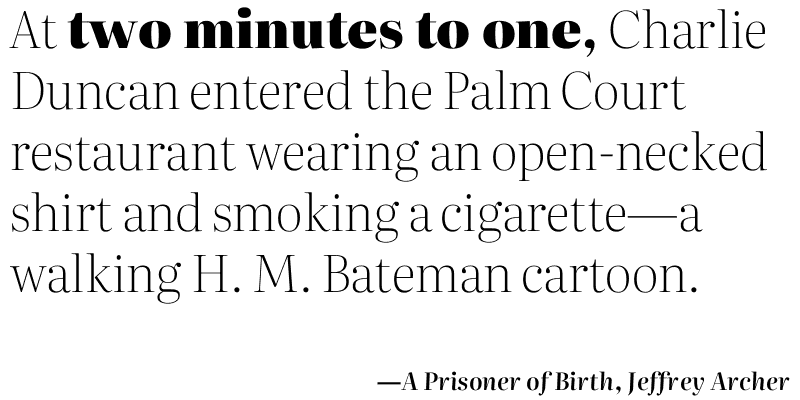 At two minutes to one, Charlie
Duncan entered the Palm Court
restaurant wearing an open-necked
shirt and smoking a cigarette—a
walking H. M. Bateman cartoon.
—A Prisoner of Birth, Jeffrey Archer